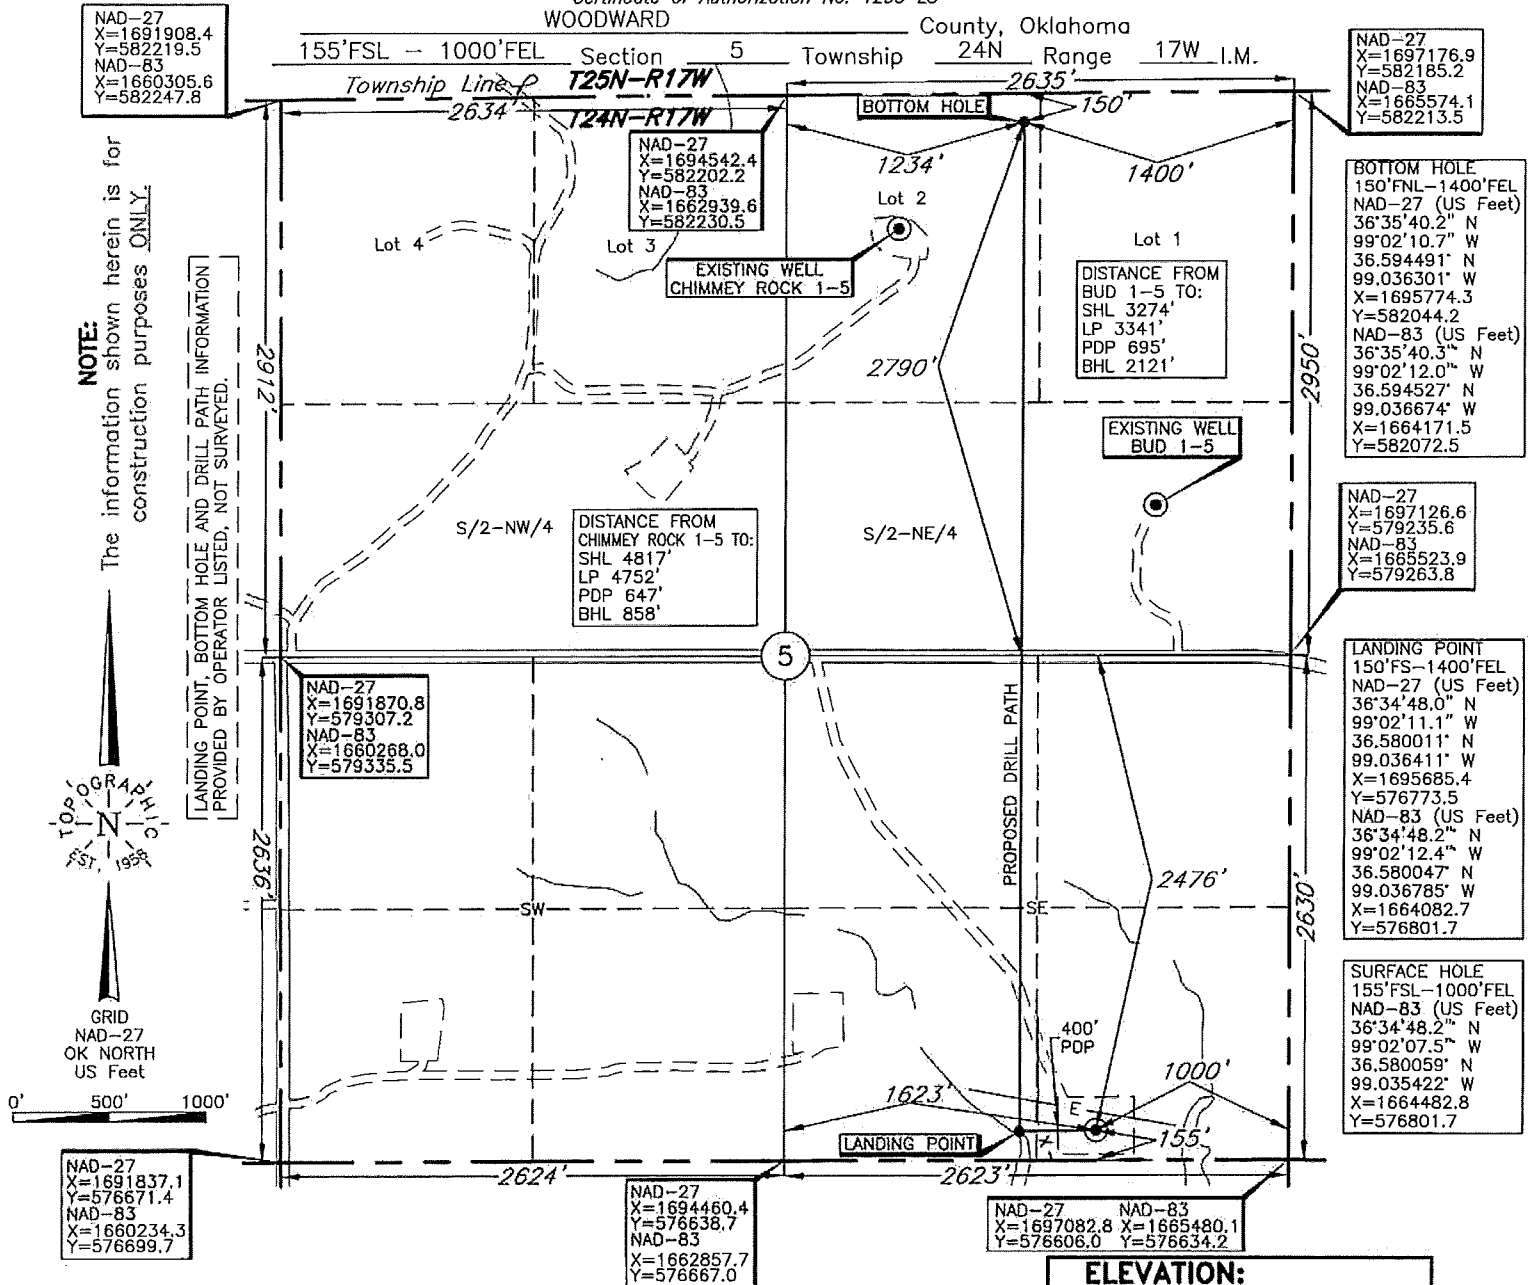 Certificate of Authorization No. 1293 LS
WOODWARD County, Oklahoma
155'FSL - 1000'FEL Section 5 Township 24N Range 17W I.M.
NAD-27
X=1691908.4
Y=582219.5
NAD-83
X=1660305.6
Y=582247.8
Township Line
T25N-R17W
T24N-R17W
2634'
2635'
BOTTOM HOLE
150'
NAD-27
X=1697176.9
Y=582185.2
NAD-83
X=1665574.1
Y=582213.5
NAD-27
X=1694542.4
Y=582202.2
NAD-83
X=1662939.6
Y=582230.5
1234'
1400'
Lot 4
Lot 3
Lot 2
Lot 1
EXISTING WELL
CHIMMEY ROCK 1-5
DISTANCE FROM
BUD 1-5 TO:
SHL 3274'
LP 3341'
PDP 695'
BHL 2121'
BOTTOM HOLE
150'FNL-1400'FEL
NAD-27 (US Feet)
36°35'40.2" N
99°02'10.7" W
36.594491° N
99.036301° W
X=1695774.3
Y=582044.2
NAD-83 (US Feet)
36°35'40.3" N
99°02'12.0" W
36.594527° N
99.036674° W
X=1664171.5
Y=582072.5
NOTE:
The information shown herein is for
construction purposes ONLY.
LANDING POINT, BOTTOM HOLE AND DRILL PATH INFORMATION
PROVIDED BY OPERATOR LISTED, NOT SURVEYED.
2912'
2790'
2950'
EXISTING WELL
BUD 1-5
S/2-NW/4
DISTANCE FROM
CHIMMEY ROCK 1-5 TO:
SHL 4817'
LP 4752'
PDP 647'
BHL 858'
S/2-NE/4
NAD-27
X=1697126.6
Y=579235.6
NAD-83
X=1665523.9
Y=579263.8
5
NAD-27
X=1691870.8
Y=579307.2
NAD-83
X=1660268.0
Y=579335.5
LANDING POINT
150'FS-1400'FEL
NAD-27 (US Feet)
36°34'48.0" N
99°02'11.1" W
36.580011° N
99.036411° W
X=1695685.4
Y=576773.5
NAD-83 (US Feet)
36°34'48.2" N
99°02'12.4" W
36.580047° N
99.036785° W
X=1664082.7
Y=576801.7
TOPOGRAPHIC
N
EST. 1958
2636'
PROPOSED DRILL PATH
2476'
2630'
SW
SE
GRID
NAD-27
OK NORTH
US Feet
0' 500' 1000'
SURFACE HOLE
155'FSL-1000'FEL
NAD-83 (US Feet)
36°34'48.2" N
99°02'07.5" W
36.580059° N
99.035422° W
X=1664482.8
Y=576801.7
400'
PDP
1623'
1000'
E
155'
LANDING POINT
2624'
2623'
NAD-27
X=1691837.1
Y=576671.4
NAD-83
X=1660234.3
Y=576699.7
NAD-27
X=1694460.4
Y=576638.7
NAD-83
X=1662857.7
Y=576667.0
NAD-27 NAD-83
X=1697082.8 X=1665480.1
Y=576606.0 Y=576634.2
ELEVATION: